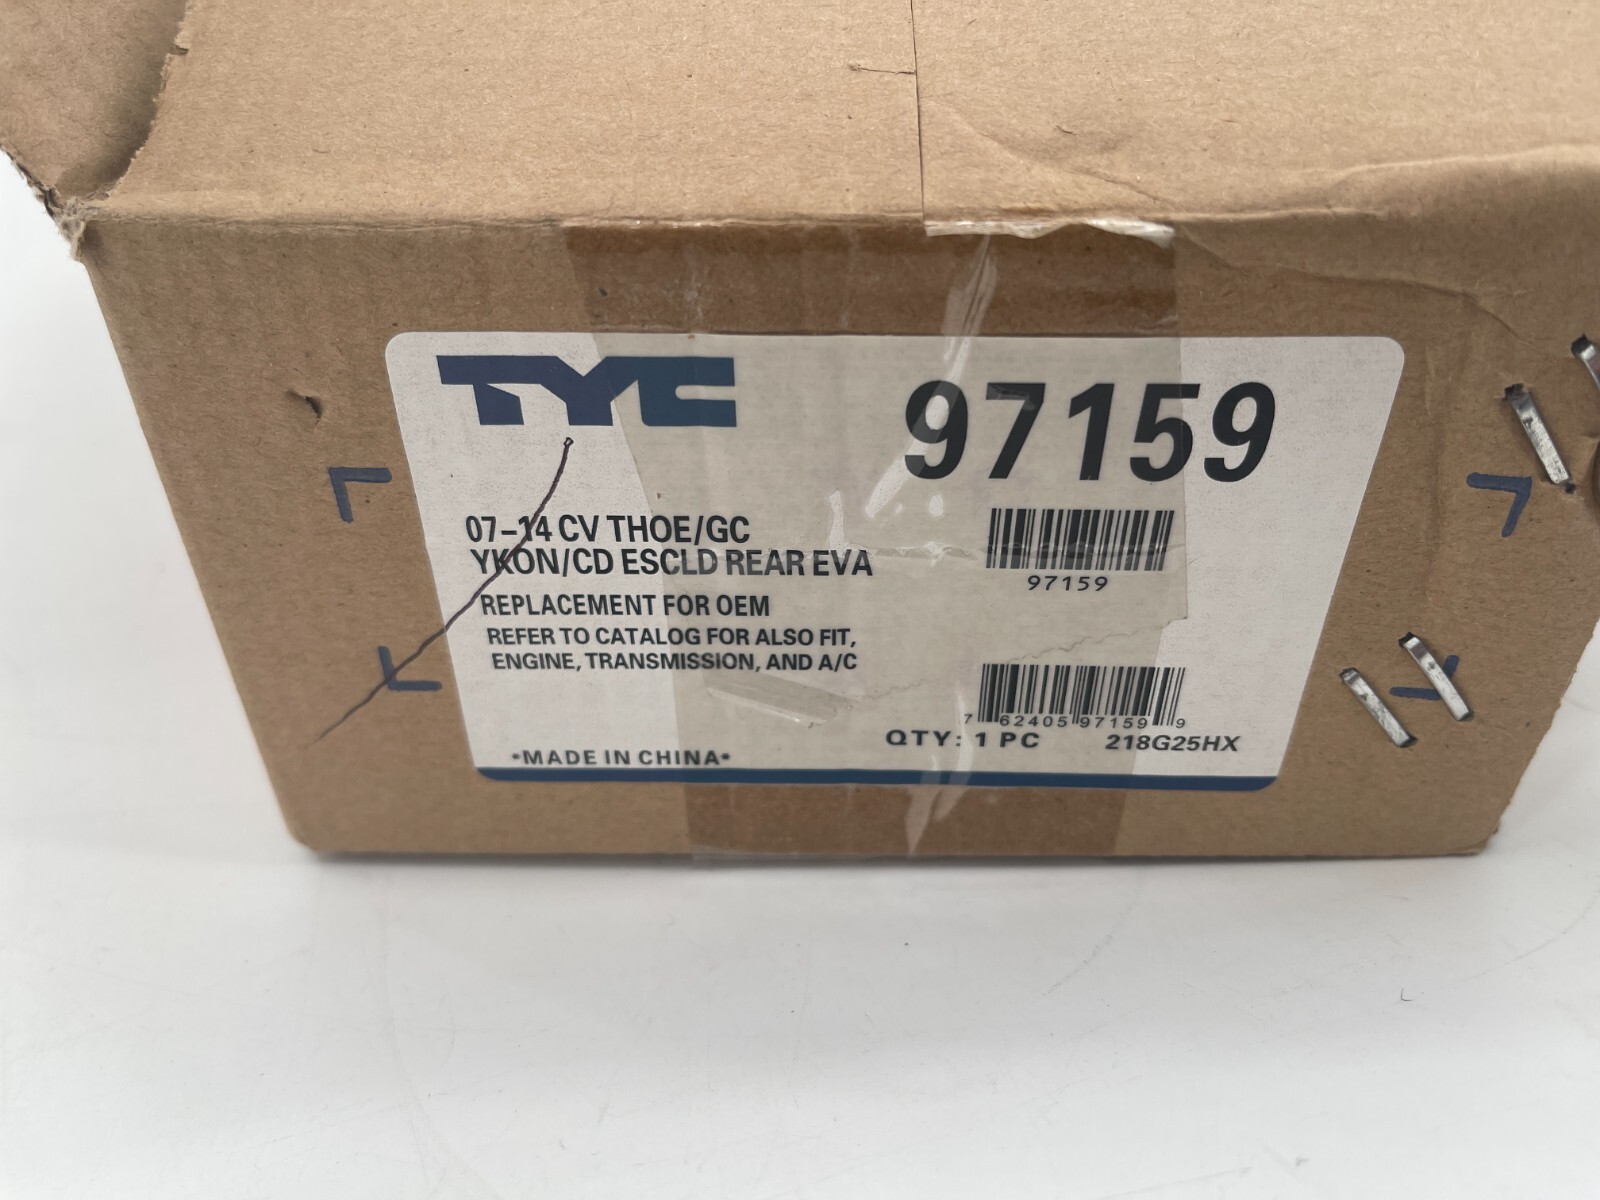 TYC
97159
07-14 CV THOE/GC
YKON/CD ESCLD REAR EVA
97159
REPLACEMENT FOR OEM
REFER TO CATALOG FOR ALSO FIT,
ENGINE, TRANSMISSION, AND A/C
7 62405 97159 9
QTY: 1 PC 218G25HX
•MADE IN CHINA•